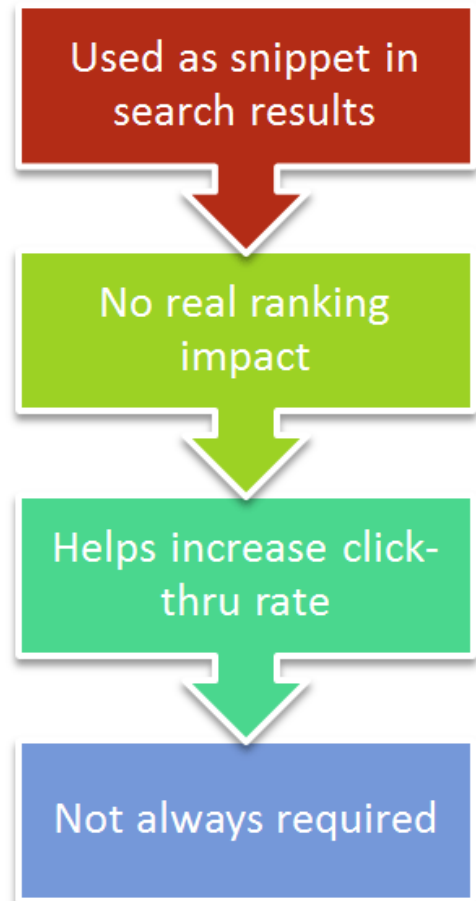 Used as snippet in
search results
No real ranking
impact
Helps increase click-
thru rate
Not always required